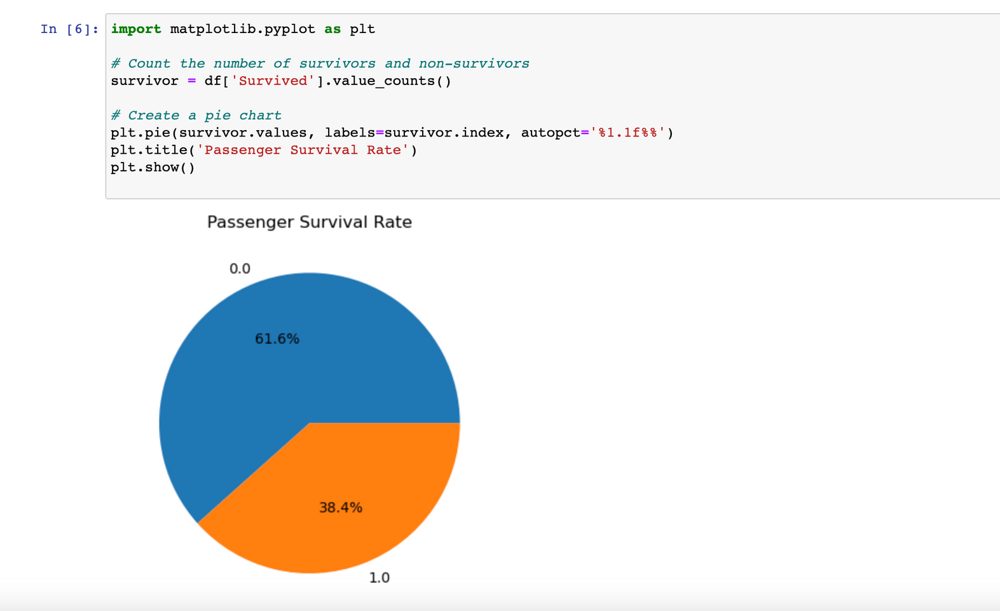 In [6]: import matplotlib.pyplot as plt
# Count the number of survivors and non-survivors
survivor = df['Survived'].value_counts()
# Create a pie chart
plt.pie(survivor.values, labels=survivor.index, autopct='%1.1f%%')
plt.title('Passenger Survival Rate')
plt.show()
Passenger Survival Rate
0.0
61.6%
38.4%
1.0